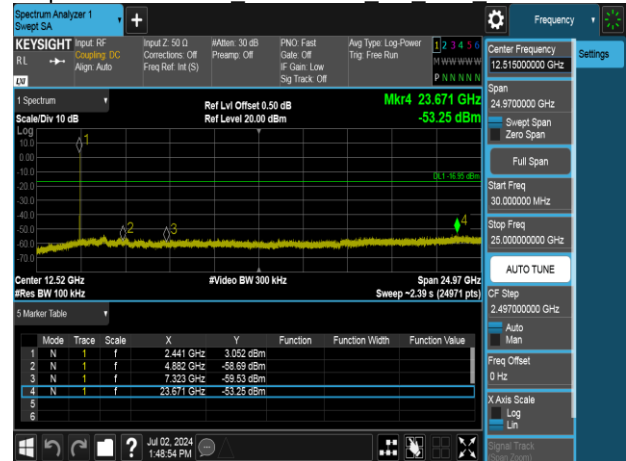 Spectrum Analyzer 1
Swept SA
Frequency
KEYSIGHT
RL
LXI
Input: RF
Coupling: DC
Align: Auto
Input Z: 50 Ω
Corrections: Off
Freq Ref: Int (S)
#Atten: 30 dB
Preamp: Off
PNO: Fast
Gate: Off
IF Gain: Low
Sig Track: Off
Avg Type: Log-Power
Trig: Free Run
1 2 3 4 5 6
M W W W W W
P N N N N N
1 Spectrum
Scale/Div 10 dB
Ref Lvl Offset 0.50 dB
Ref Level 20.00 dBm
Mkr4 23.671 GHz
-53.25 dBm
Log
10.0
0.00
-10.0
-20.0
-30.0
-40.0
-50.0
-60.0
-70.0
1
2
3
4
DL1 -16.95 dBm
Center 12.52 GHz
#Res BW 100 kHz
#Video BW 300 kHz
Span 24.97 GHz
Sweep ~2.39 s (24971 pts)
5 Marker Table
Mode Trace Scale X Y Function Function Width Function Value
1 N 1 f 2.441 GHz 3.052 dBm
2 N 1 f 4.882 GHz -58.69 dBm
3 N 1 f 7.323 GHz -59.53 dBm
4 N 1 f 23.671 GHz -53.25 dBm
5
6
Jul 02, 2024
1:48:54 PM
?
Center Frequency
12.515000000 GHz
Settings
Span
24.9700000 GHz
Swept Span
Zero Span
Full Span
Start Freq
30.000000 MHz
Stop Freq
25.000000000 GHz
AUTO TUNE
CF Step
2.497000000 GHz
Auto
Man
Freq Offset
0 Hz
X Axis Scale
Log
Lin
Signal Track
(Span Zoom)